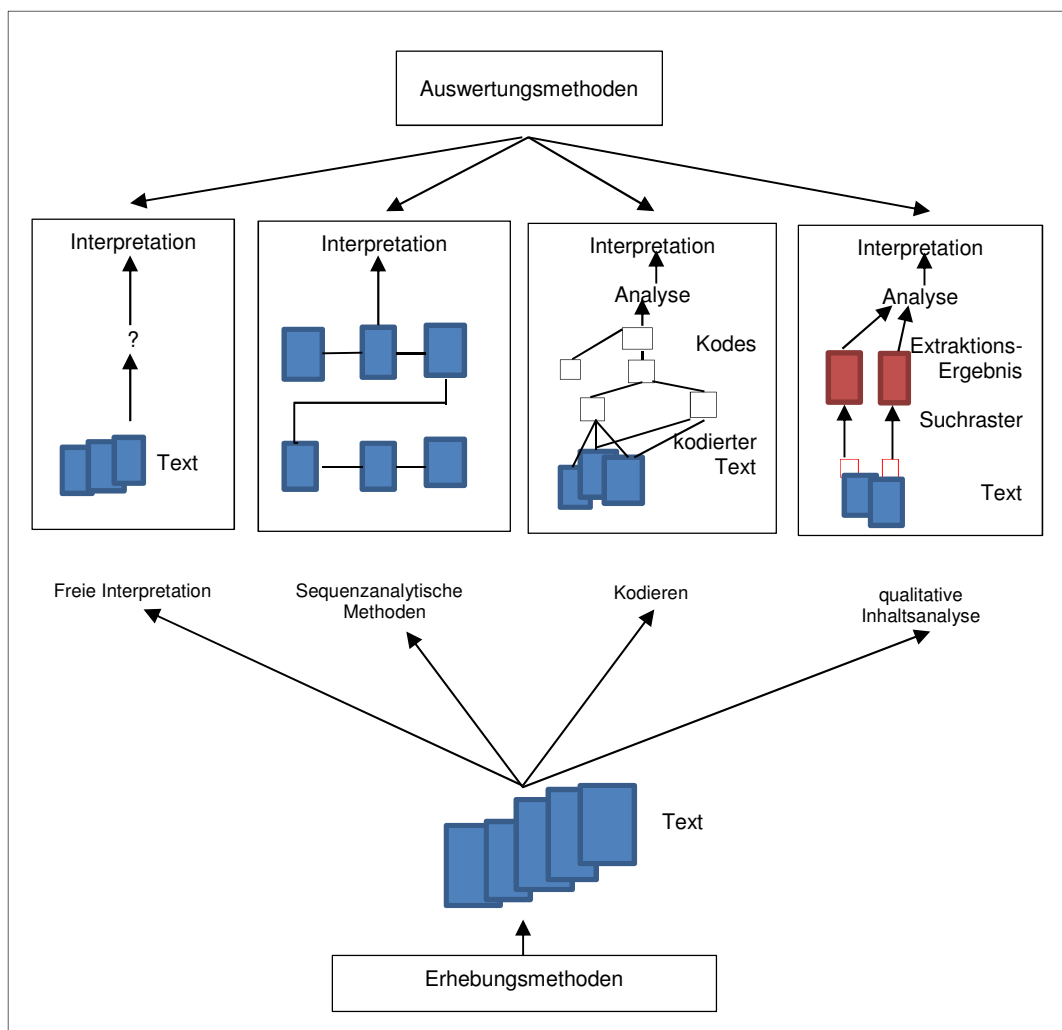 Auswertungsmethoden
Interpretation
?
Text
Interpretation
Interpretation
Analyse
Kodes
kodierter
Text
Interpretation
Analyse
Extraktions-
Ergebnis
Suchraster
Text
Freie Interpretation
Sequenzanalytische
Methoden
Kodieren
qualitative
Inhaltsanalyse
Text
Erhebungsmethoden